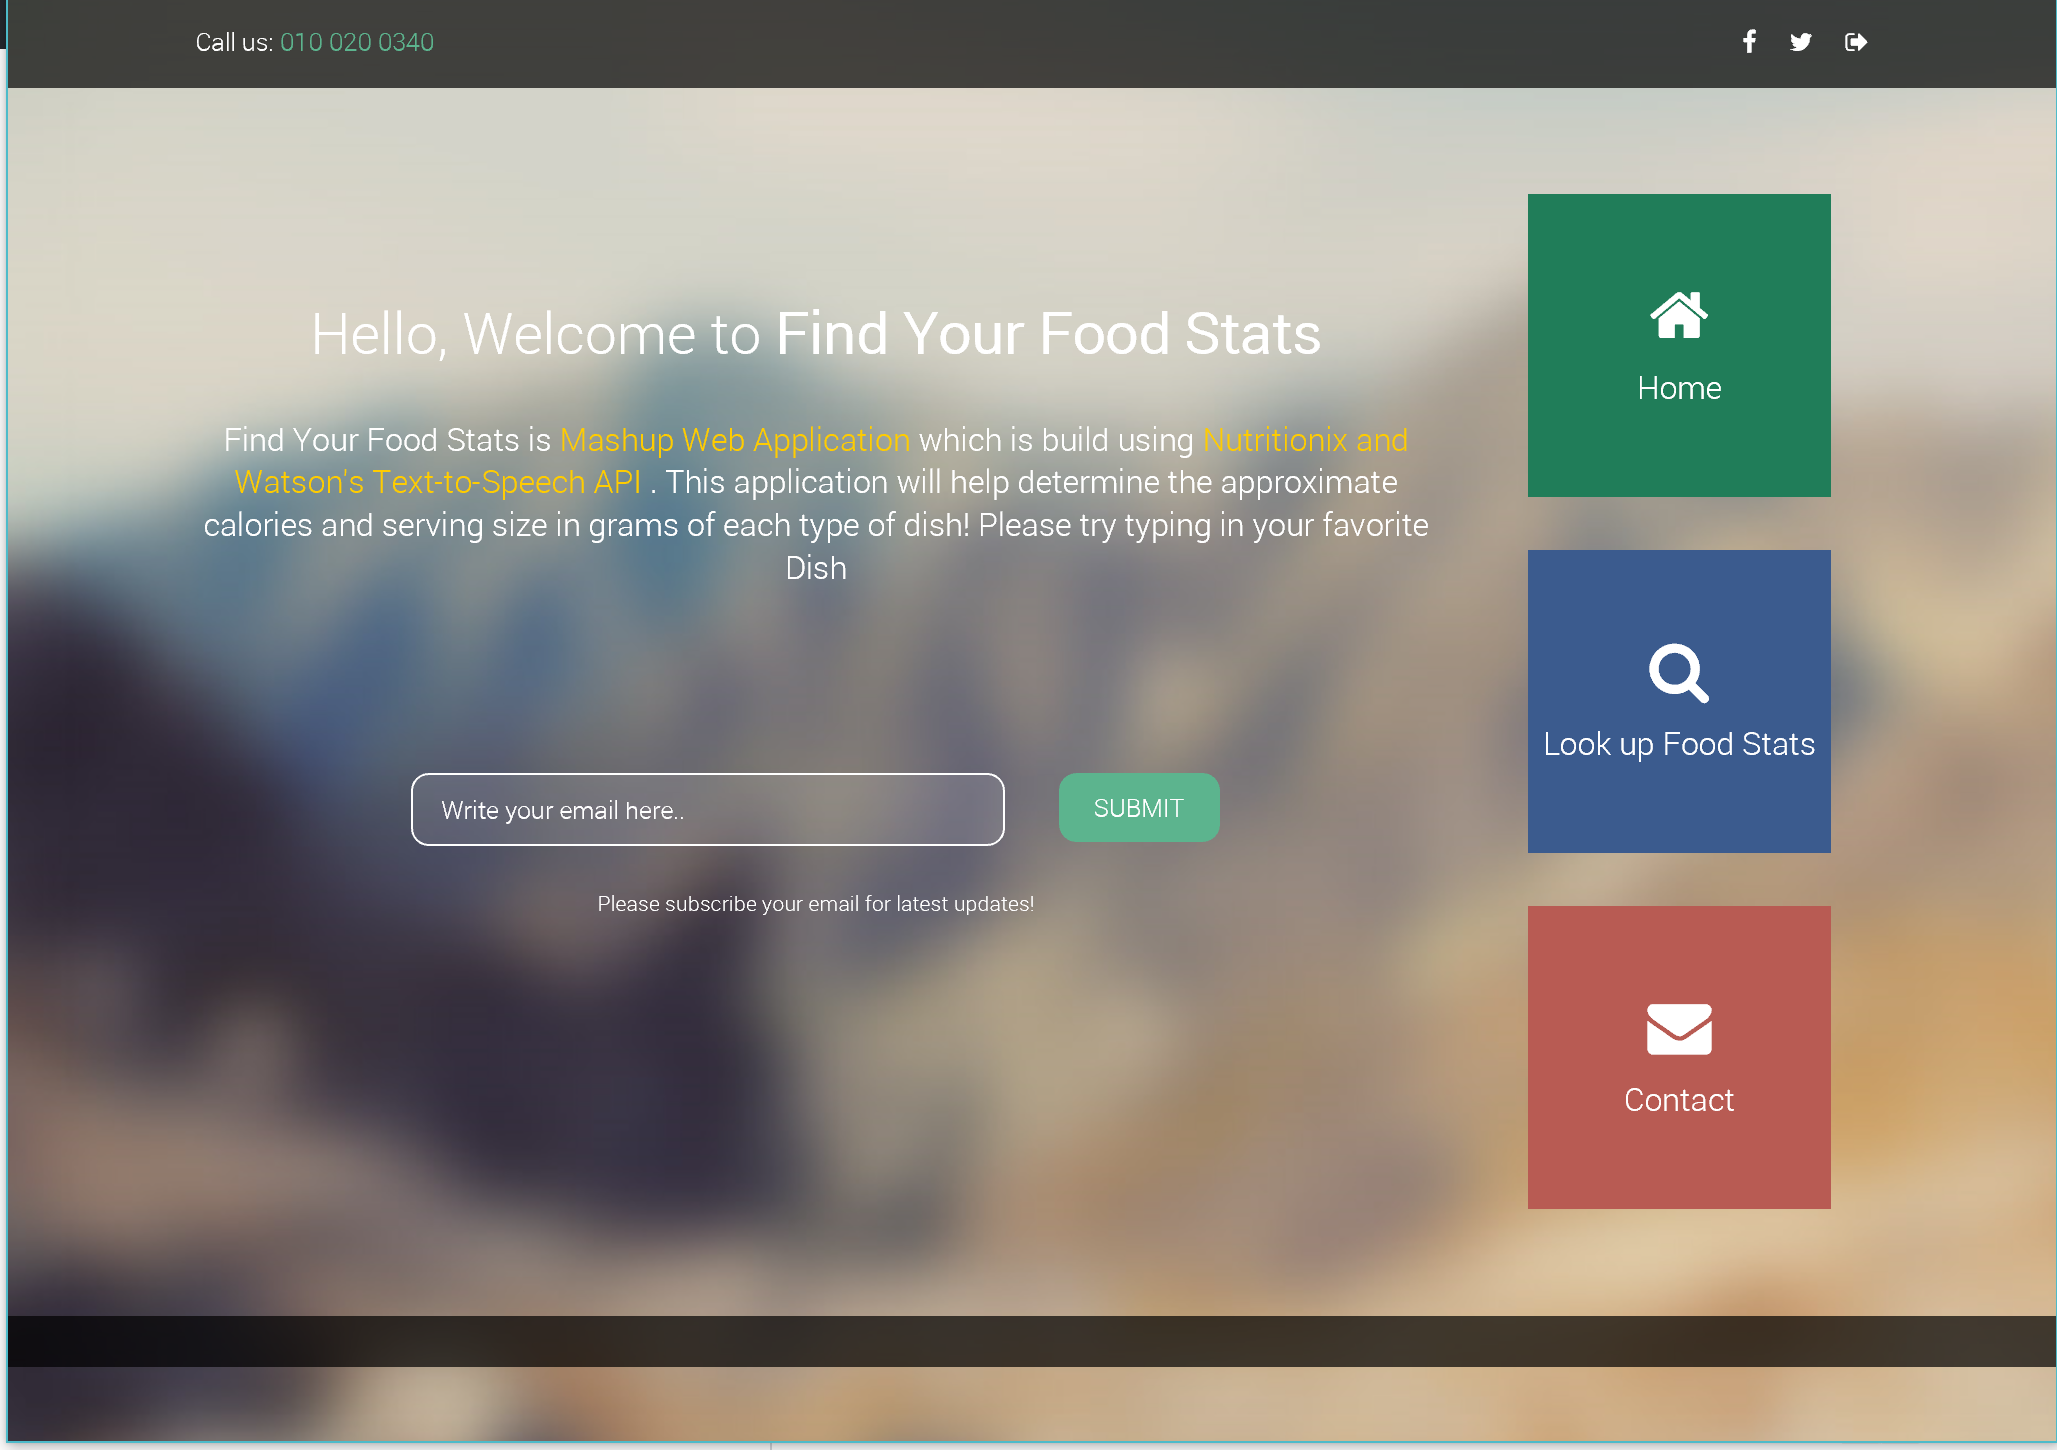 Call us: 010 020 0340
Hello, Welcome to Find Your Food Stats
Find Your Food Stats is Mashup Web Application which is build using Nutritionix and
Watson's Text-to-Speech API . This application will help determine the approximate
calories and serving size in grams of each type of dish! Please try typing in your favorite
Dish
Write your email here..
SUBMIT
Please subscribe your email for latest updates!
Home
Look up Food Stats
Contact